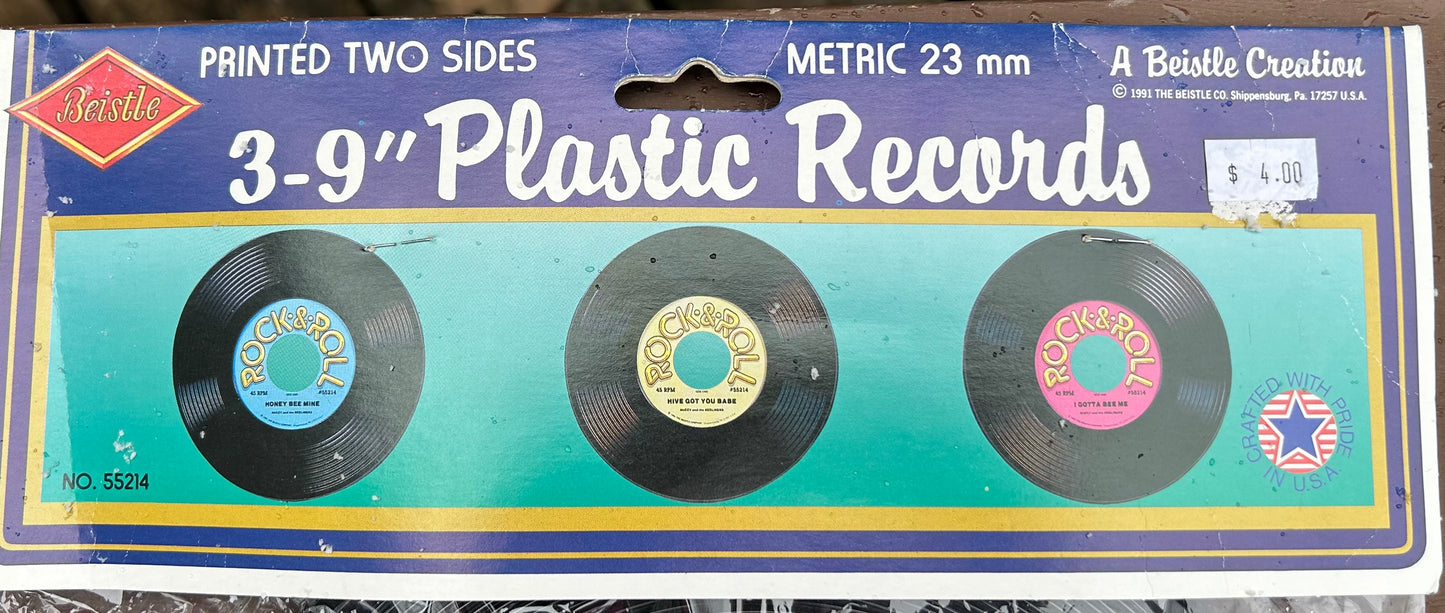 Beistle
PRINTED TWO SIDES
METRIC 23 mm
A Beistle Creation
© 1991 THE BEISTLE CO. Shippensburg, Pa. 17257 U.S.A.
3-9" Plastic Records
$ 4.00
ROCK·&·ROLL
45 RPM
#55214
HONEY BEE MINE
ROCK·&·ROLL
45 RPM
#55214
HIVE GOT YOU BABE
ROCK·&·ROLL
45 RPM
#55214
I GOTTA BEE ME
CRAFTED WITH PRIDE
IN U.S.A.
NO. 55214